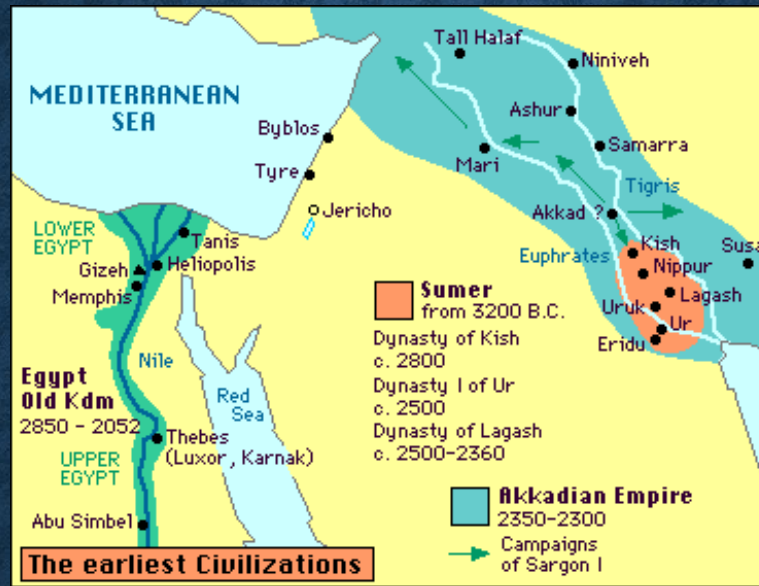 Tall Halaf
Niniveh
MEDITERRANEAN
SEA
Ashur
Byblos
Samarra
Mari
Tyre
Tigris
Jericho
Akkad ?
LOWER
EGYPT
Tanis
Euphrates
Kish
Susa
Gizeh
Heliopolis
Nippur
Memphis
Sumer
from 3200 B.C.
Lagash
Uruk
Ur
Eridu
Dynasty of Kish
c. 2800
Dynasty I of Ur
c. 2500
Dynasty of Lagash
c. 2500-2360
Nile
Egypt
Old Kdm
2850 - 2052
Red
Sea
Thebes
(Luxor, Karnak)
UPPER
EGYPT
Abu Simbel
Akkadian Empire
2350-2300
Campaigns
of Sargon I
The earliest Civilizations